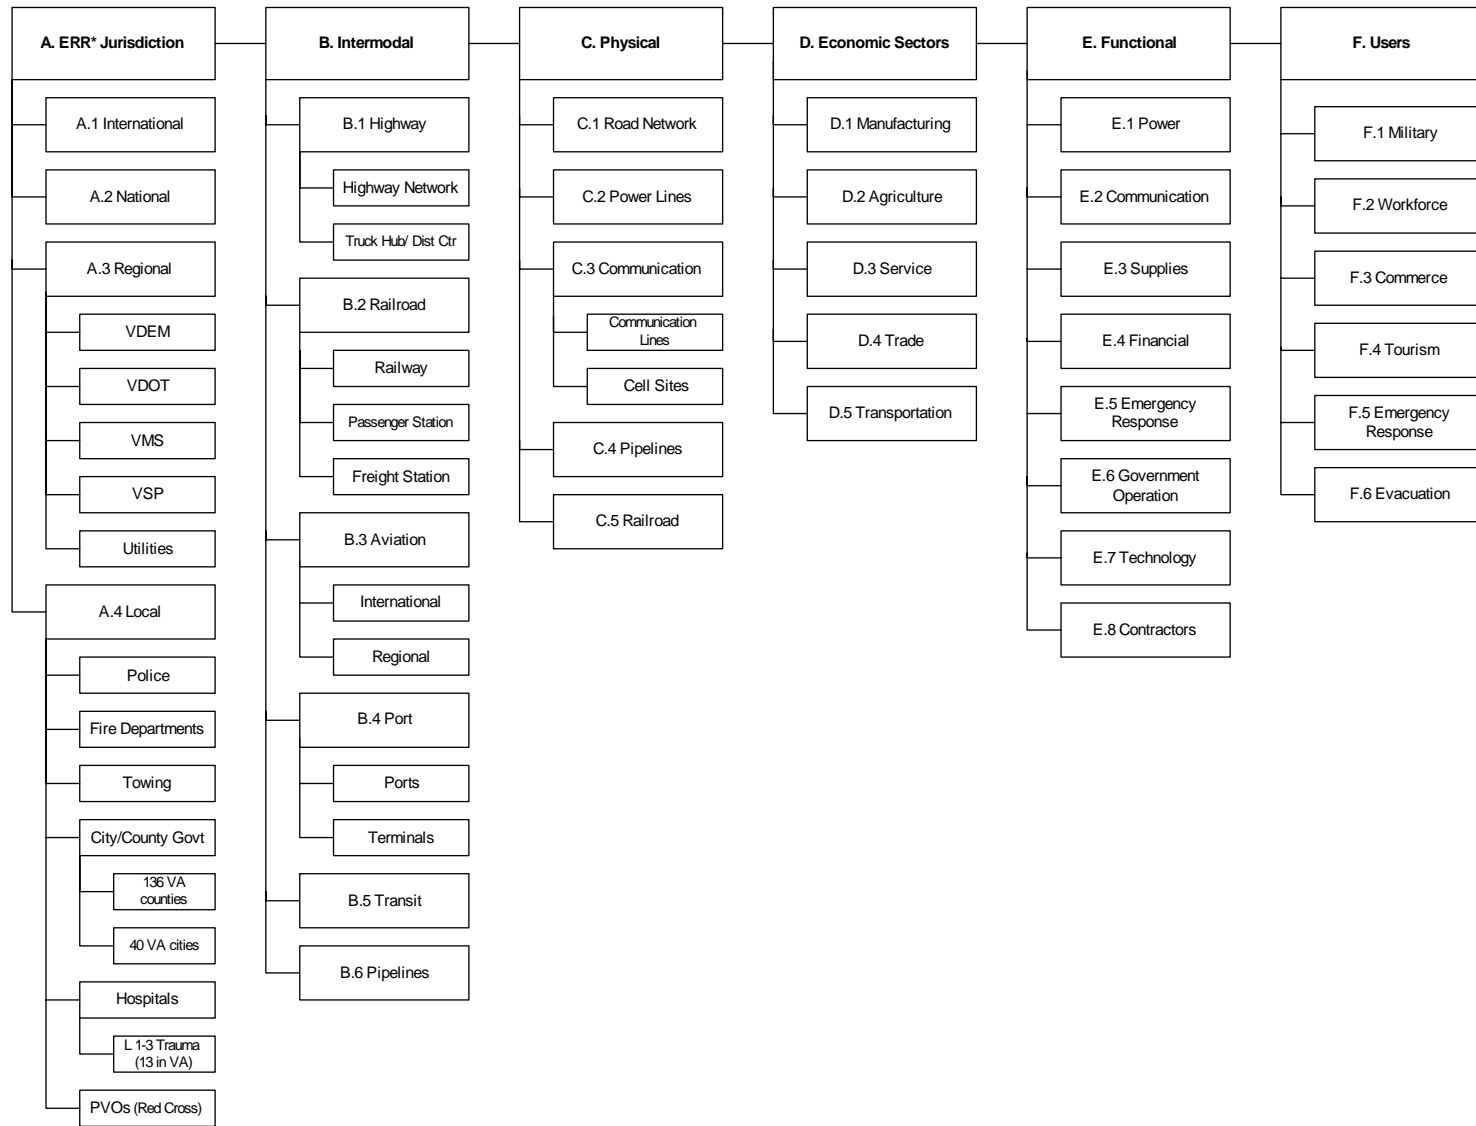 A. ERR* Jurisdiction
A.1 International
A.2 National
A.3 Regional
VDEM
VDOT
VMS
VSP
Utilities
A.4 Local
Police
Fire Departments
Towing
City/County Govt
136 VA
counties
40 VA cities
Hospitals
L 1-3 Trauma
(13 in VA)
PVOs (Red Cross)
B. Intermodal
B.1 Highway
Highway Network
Truck Hub/ Dist Ctr
B.2 Railroad
Railway
Passenger Station
Freight Station
B.3 Aviation
International
Regional
B.4 Port
Ports
Terminals
B.5 Transit
B.6 Pipelines
C. Physical
C.1 Road Network
C.2 Power Lines
C.3 Communication
Communication
Lines
Cell Sites
C.4 Pipelines
C.5 Railroad
D. Economic Sectors
D.1 Manufacturing
D.2 Agriculture
D.3 Service
D.4 Trade
D.5 Transportation
E. Functional
E.1 Power
E.2 Communication
E.3 Supplies
E.4 Financial
E.5 Emergency
Response
E.6 Government
Operation
E.7 Technology
E.8 Contractors
F. Users
F.1 Military
F.2 Workforce
F.3 Commerce
F.4 Tourism
F.5 Emergency
Response
F.6 Evacuation